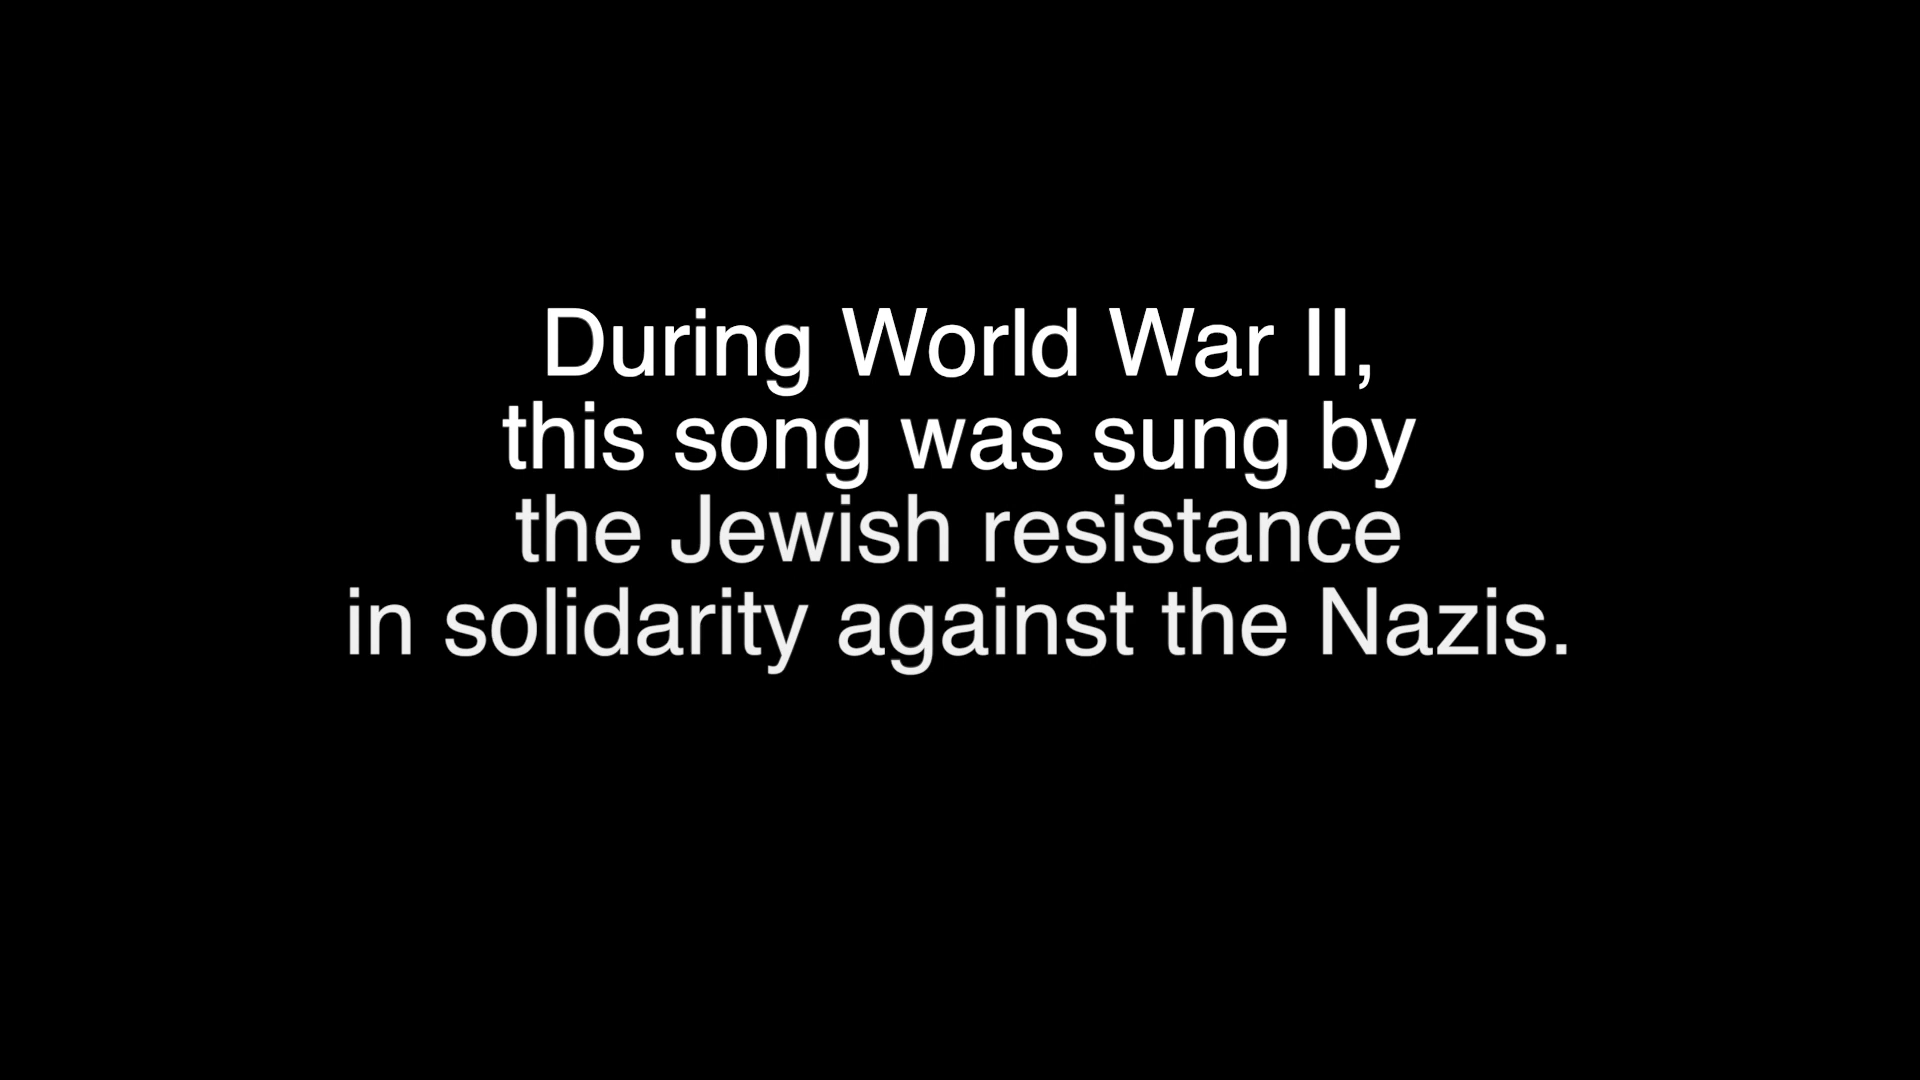 During World War II,
this song was sung by
the Jewish resistance
in solidarity against the Nazis.